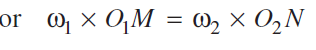 or ω₁ × O₁M = ω₂ × O₂N